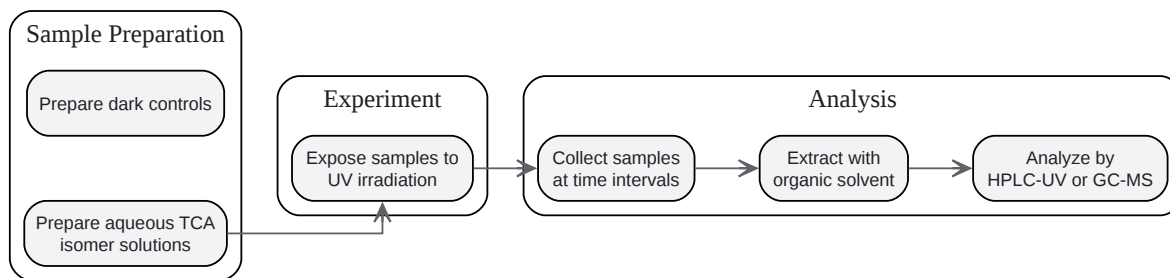 Sample Preparation
Prepare dark controls
Prepare aqueous TCA
isomer solutions
Experiment
Expose samples to
UV irradiation
Analysis
Collect samples
at time intervals
Extract with
organic solvent
Analyze by
HPLC-UV or GC-MS